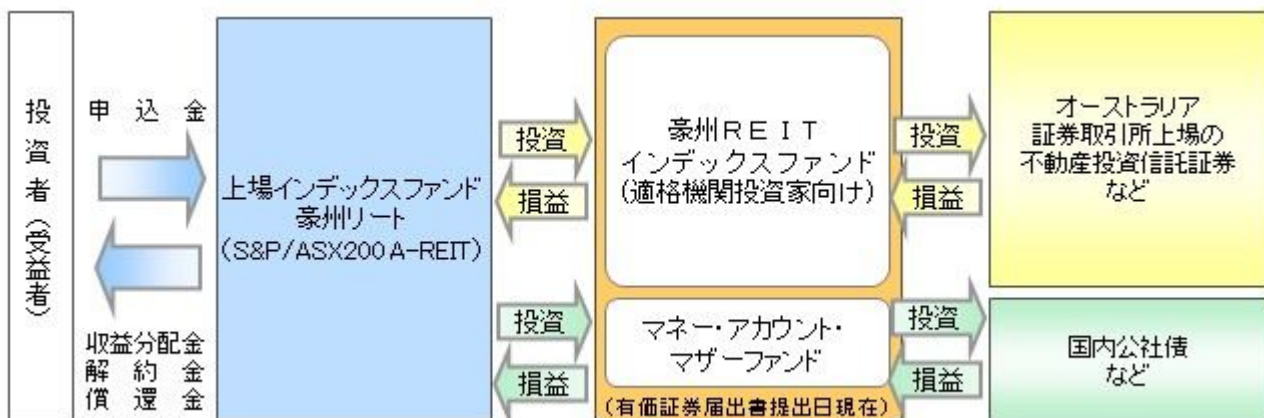 投資者(受益者)
申込金
収益分配金
解約金
償還金
上場インデックスファンド
豪州リート
(S&P/ASX200 A-REIT)
投資
損益
投資
損益
豪州REIT
インデックスファンド
(適格機関投資家向け)
マネー・アカウント・
マザーファンド
(有価証券届出書提出日現在)
投資
損益
投資
損益
オーストラリア
証券取引所上場の
不動産投資信託証券
など
国内公社債
など